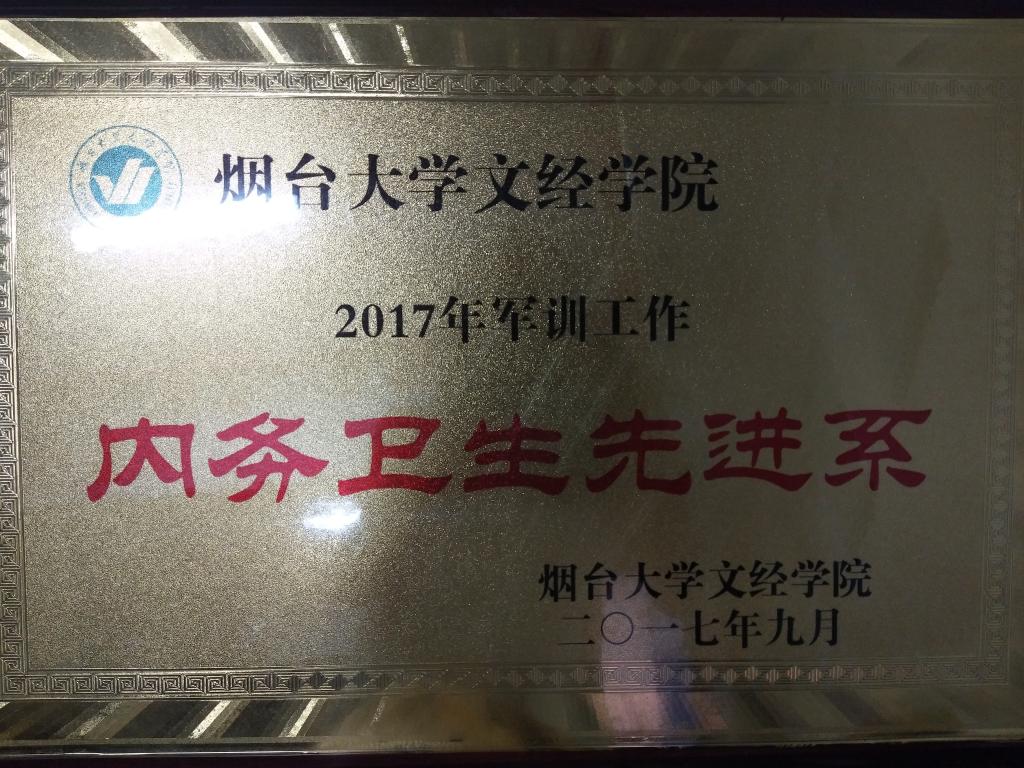 烟台大学文经学院
2017年军训工作
内务卫生先进系
烟台大学文经学院
二〇一七年九月